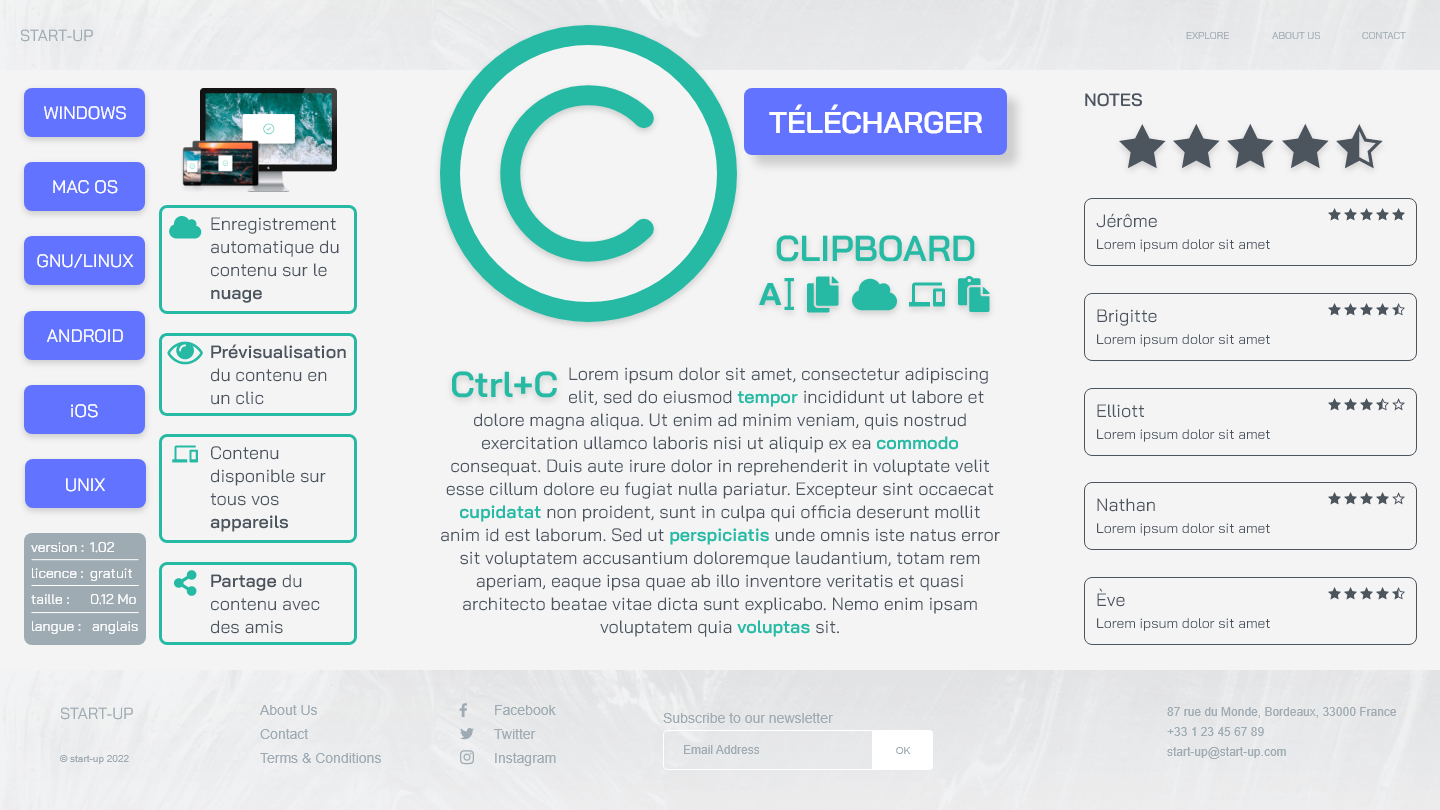 START-UP
EXPLORE
ABOUT US
CONTACT
WINDOWS
MAC OS
GNU/LINUX
ANDROID
iOS
UNIX
version : 1.02
licence : gratuit
taille : 0.12 Mo
langue : anglais
Enregistrement
automatique du
contenu sur le
nuage
Prévisualisation
du contenu en
un clic
Contenu
disponible sur
tous vos
appareils
Partage du
contenu avec
des amis
C
TÉLÉCHARGER
CLIPBOARD
A
Ctrl+C
Lorem ipsum dolor sit amet, consectetur adipiscing
elit, sed do eiusmod tempor incididunt ut labore et
dolore magna aliqua. Ut enim ad minim veniam, quis nostrud
exercitation ullamco laboris nisi ut aliquip ex ea commodo
consequat. Duis aute irure dolor in reprehenderit in voluptate velit
esse cillum dolore eu fugiat nulla pariatur. Excepteur sint occaecat
cupidatat non proident, sunt in culpa qui officia deserunt mollit
anim id est laborum. Sed ut perspiciatis unde omnis iste natus error
sit voluptatem accusantium doloremque laudantium, totam rem
aperiam, eaque ipsa quae ab illo inventore veritatis et quasi
architecto beatae vitae dicta sunt explicabo. Nemo enim ipsam
voluptatem quia voluptas sit.
NOTES
Jérôme
Lorem ipsum dolor sit amet
Brigitte
Lorem ipsum dolor sit amet
Elliott
Lorem ipsum dolor sit amet
Nathan
Lorem ipsum dolor sit amet
Ève
Lorem ipsum dolor sit amet
START-UP
© start-up 2022
About Us
Contact
Terms & Conditions
Facebook
Twitter
Instagram
Subscribe to our newsletter
Email Address
OK
87 rue du Monde, Bordeaux, 33000 France
+33 1 23 45 67 89
start-up@start-up.com